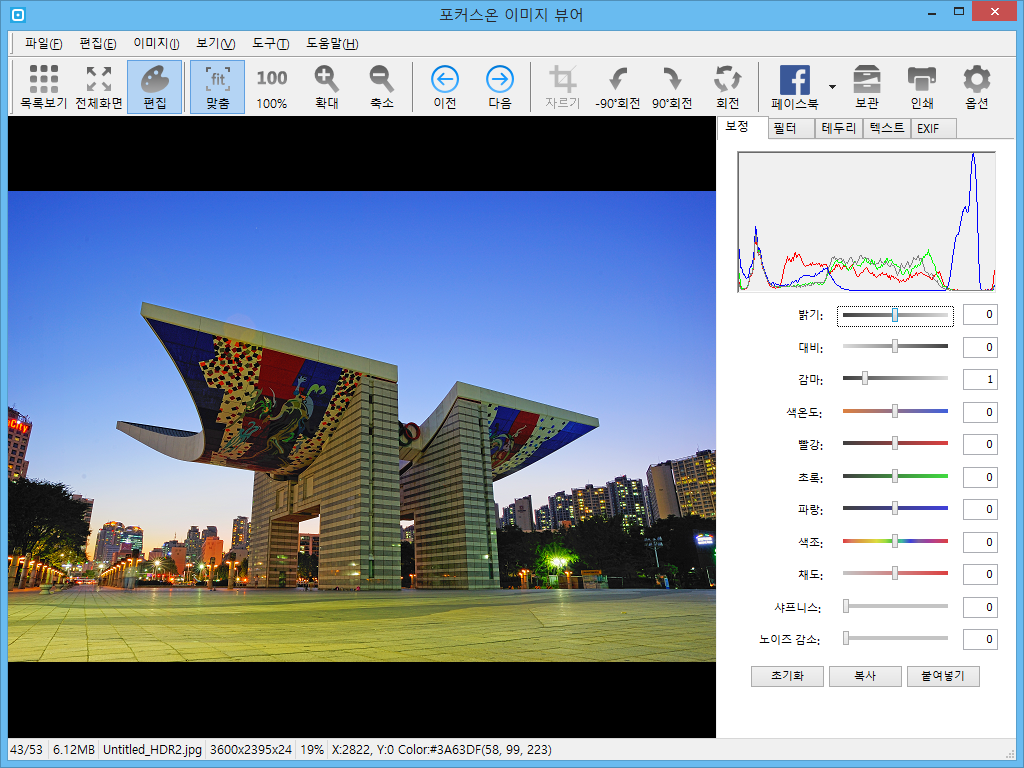 포커스온 이미지 뷰어
파일(F) 편집(E) 이미지(I) 보기(V) 도구(T) 도움말(H)
fit 100
목록보기 전체화면 편집 맞춤 100% 확대 축소 이전 다음 자르기 -90°회전 90°회전 회전 페이스북 보관 인쇄 옵션
보정 필터 테두리 텍스트 EXIF
밝기: 0
대비: 0
감마: 1
색온도: 0
빨강: 0
초록: 0
파랑: 0
색조: 0
채도: 0
샤프니스: 0
노이즈 감소: 0
초기화 복사 붙여넣기
43/53 6.12MB Untitled_HDR2.jpg 3600x2395x24 19% X:2822, Y:0 Color:#3A63DF(58, 99, 223)